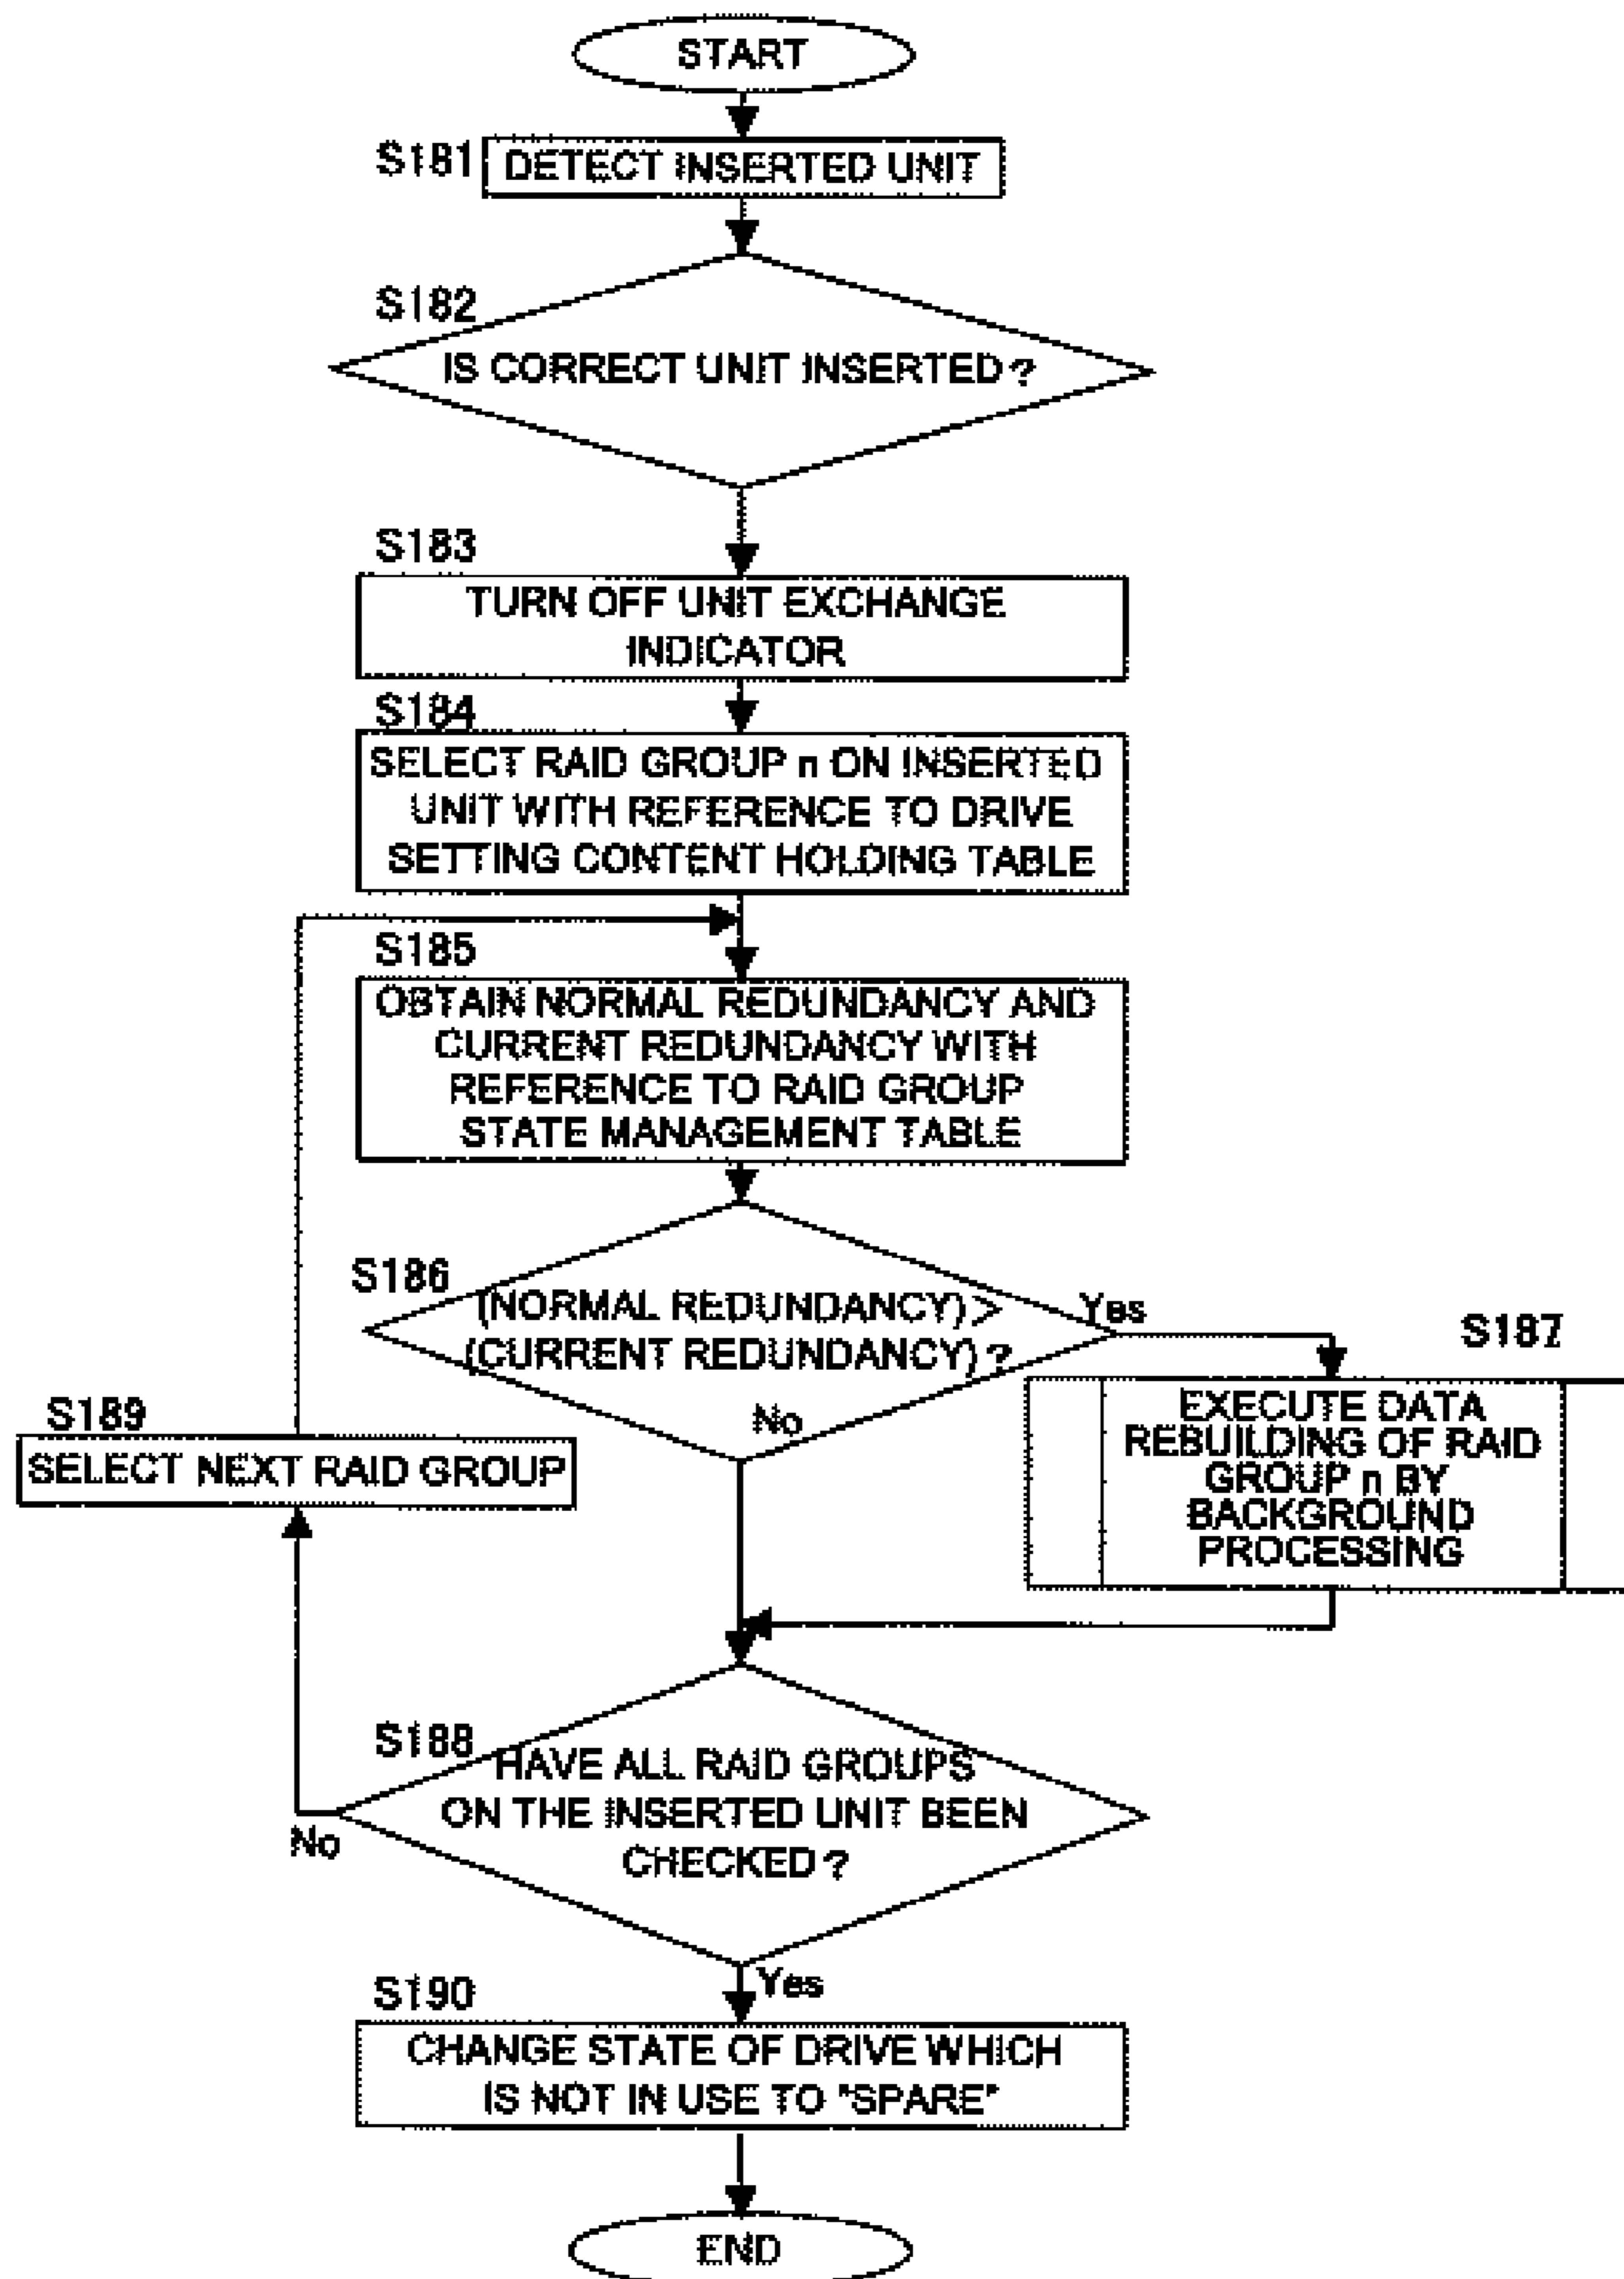 START
S181
DETECT INSERTED UNIT
S182
IS CORRECT UNIT INSERTED?
S183
TURN OFF UNIT EXCHANGE
INDICATOR
S184
SELECT RAID GROUP n ON INSERTED
UNIT WITH REFERENCE TO DRIVE
SETTING CONTENT HOLDING TABLE
S185
OBTAIN NORMAL REDUNDANCY AND
CURRENT REDUNDANCY WITH
REFERENCE TO RAID GROUP
STATE MANAGEMENT TABLE
S186
(NORMAL REDUNDANCY) >
(CURRENT REDUNDANCY)?
Yes
No
S187
EXECUTE DATA
REBUILDING OF RAID
GROUP n BY
BACKGROUND
PROCESSING
S189
SELECT NEXT RAID GROUP
S188
HAVE ALL RAID GROUPS
ON THE INSERTED UNIT BEEN
CHECKED?
No
Yes
S190
CHANGE STATE OF DRIVE WHICH
IS NOT IN USE TO "SPARE"
END